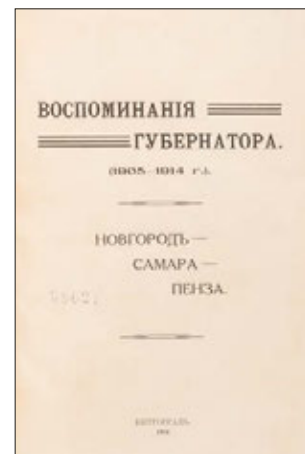 ВОСПОМИНАНІЯ
ГУБЕРНАТОРА.
(1905–1914 г.).
НОВГОРОДЪ —
САМАРА —
ПЕНЗА.